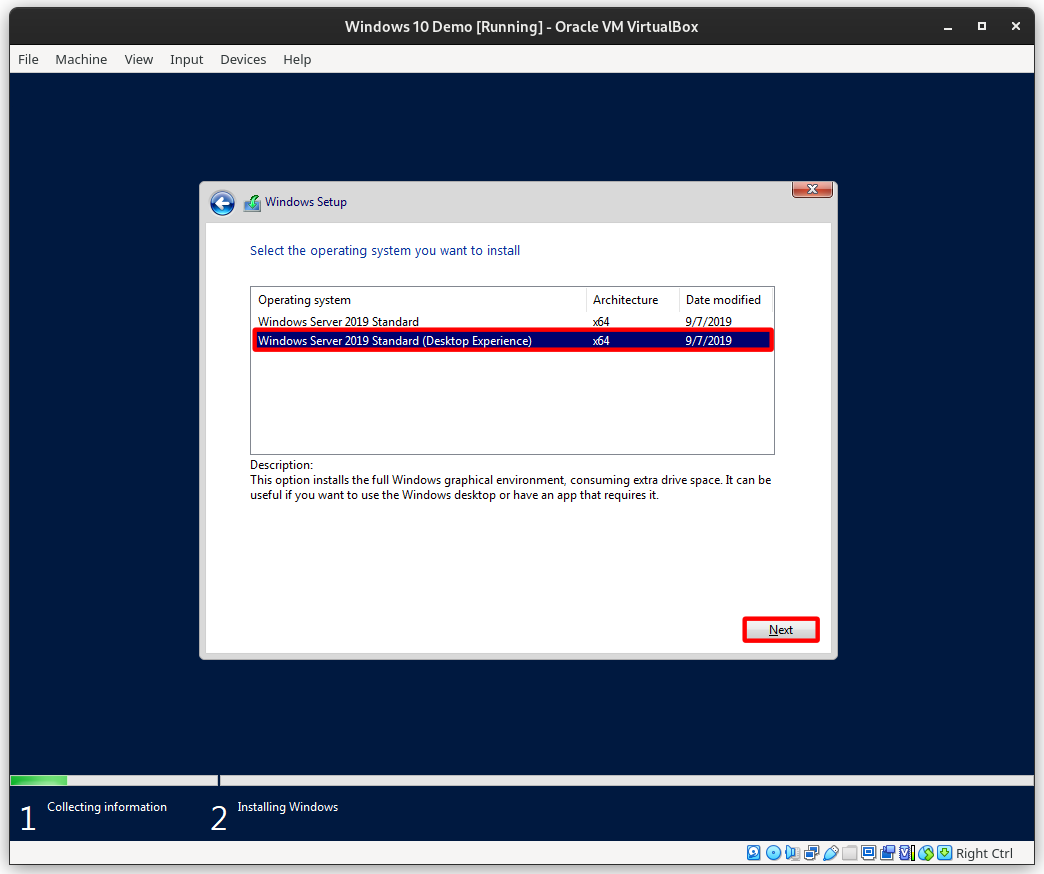 Windows 10 Demo [Running] - Oracle VM VirtualBox
File Machine View Input Devices Help
Windows Setup
Select the operating system you want to install
Operating system Architecture Date modified
Windows Server 2019 Standard x64 9/7/2019
Windows Server 2019 Standard (Desktop Experience) x64 9/7/2019
Description:
This option installs the full Windows graphical environment, consuming extra drive space. It can be
useful if you want to use the Windows desktop or have an app that requires it.
Next
1 Collecting information 2 Installing Windows
Right Ctrl